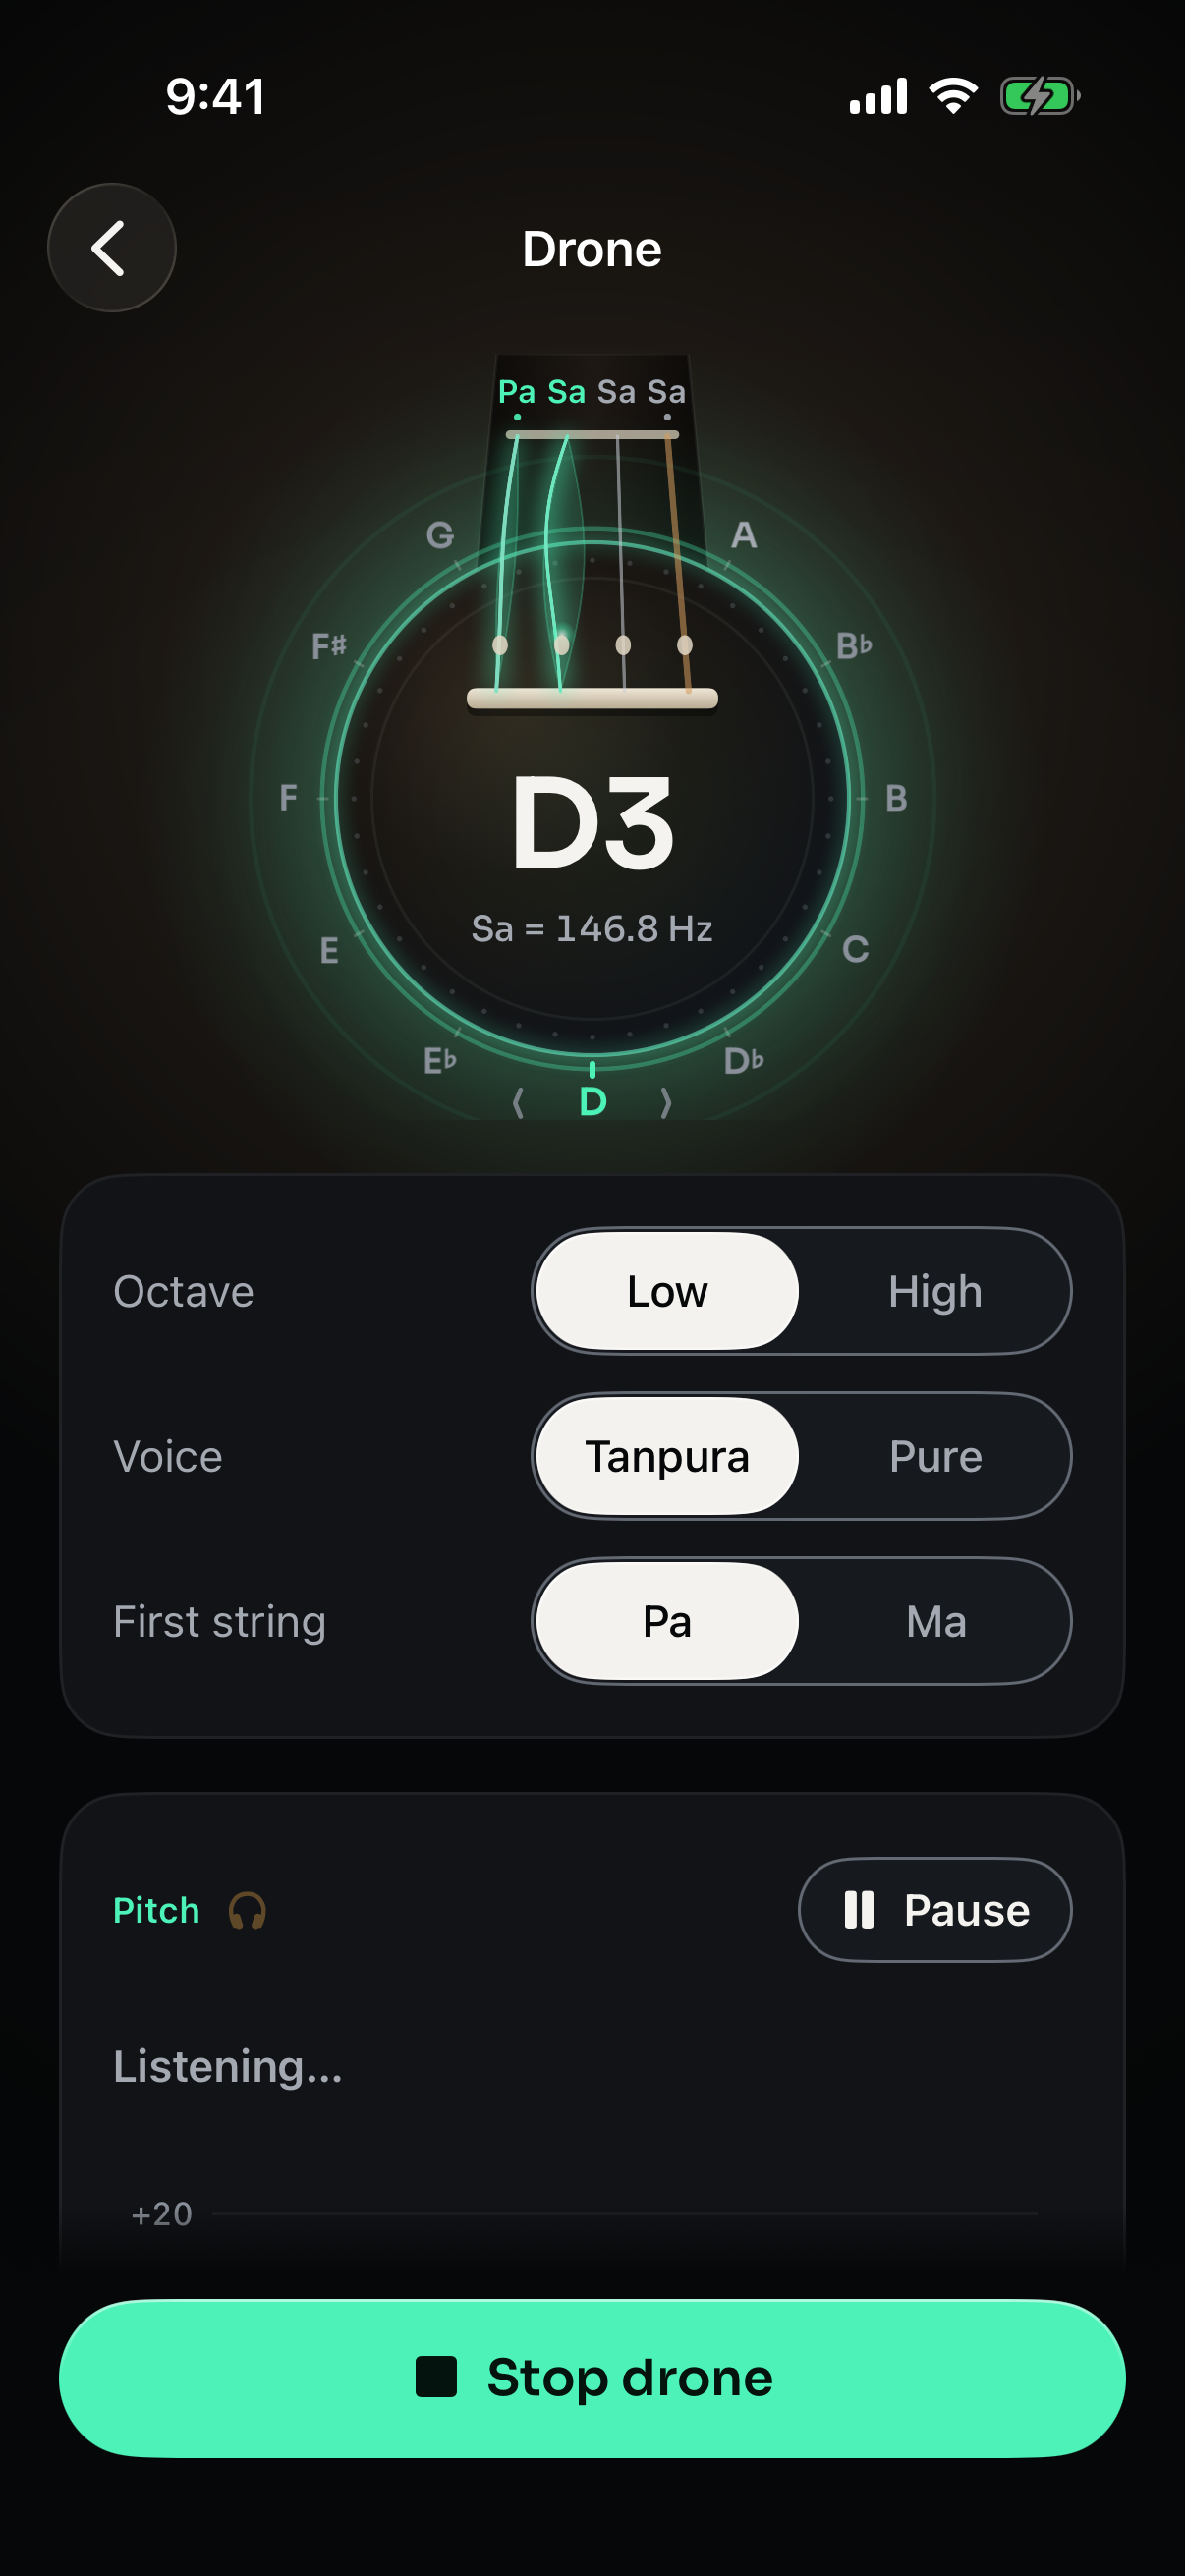 9:41
Drone
Pa Sa Sa Sa
G A
F♯ B♭
F B
D3
Sa = 146.8 Hz
E C
E♭ D♭
⟨ D ⟩
Octave Low High
Voice Tanpura Pure
First string Pa Ma
Pitch Pause
Listening...
+20
Stop drone